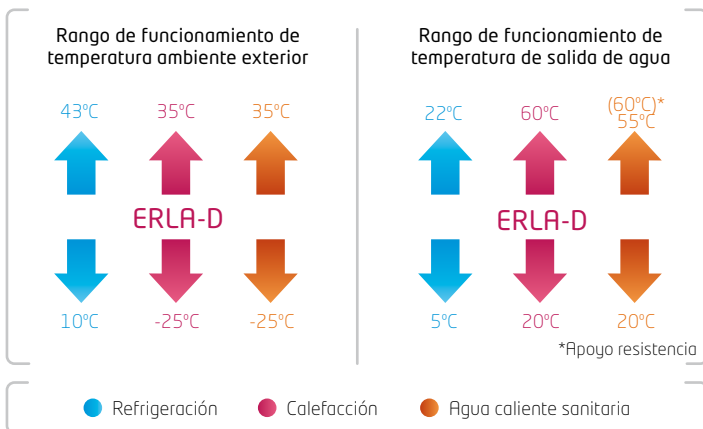 Rango de funcionamiento de
temperatura ambiente exterior
43ºC 35ºC 35ºC
ERLA-D
10ºC -25ºC -25ºC
Rango de funcionamiento de
temperatura de salida de agua
(60ºC)*
22ºC 60ºC 55ºC
ERLA-D
5ºC 20ºC 20ºC
*Apoyo resistencia
Refrigeración Calefacción Agua caliente sanitaria